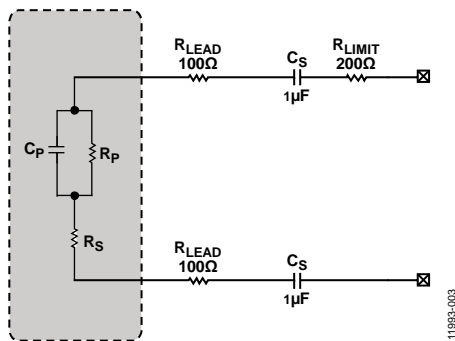 R_LEAD
100Ω
C_S
1µF
R_LIMIT
200Ω
C_P
R_P
R_S
R_LEAD
100Ω
C_S
1µF
11993-003